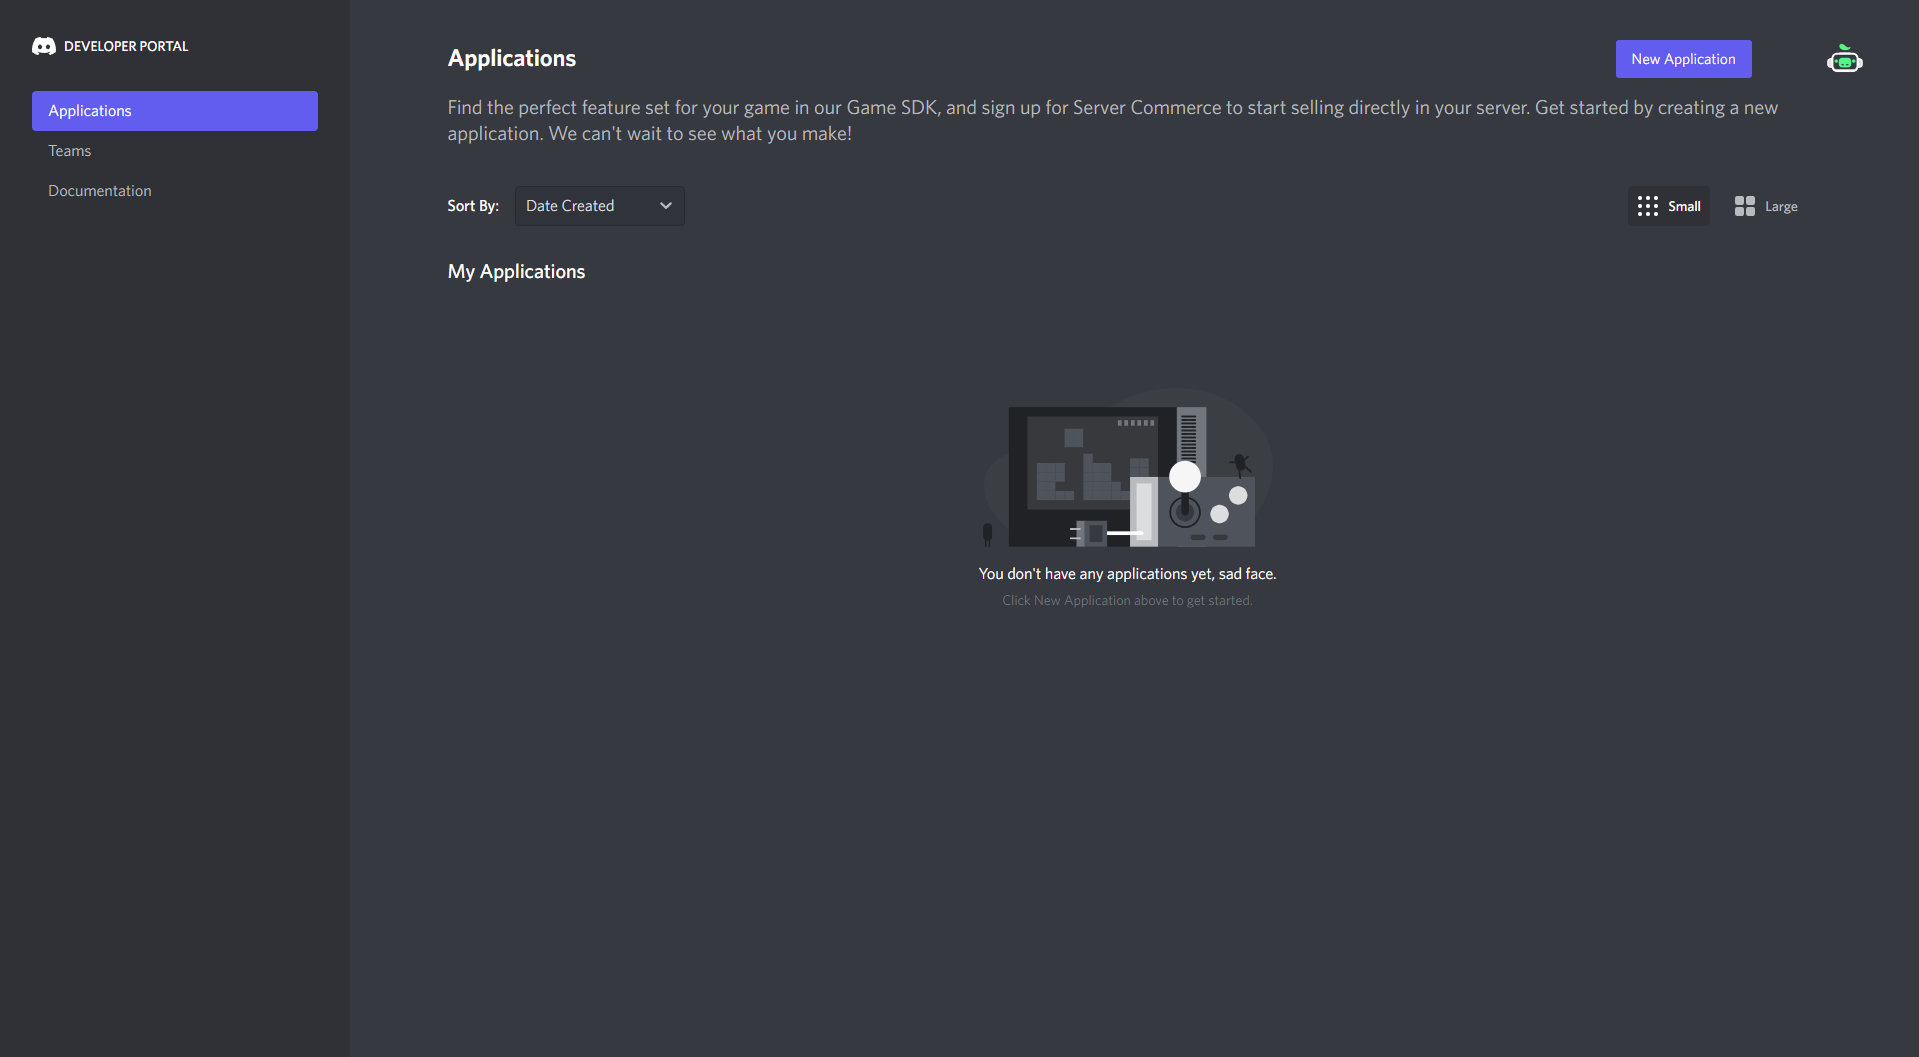 DEVELOPER PORTAL
Applications
Teams
Documentation
Applications
New Application
Find the perfect feature set for your game in our Game SDK, and sign up for Server Commerce to start selling directly in your server. Get started by creating a new
application. We can't wait to see what you make!
Sort By:
Date Created
Small
Large
My Applications
You don't have any applications yet, sad face.
Click New Application above to get started.